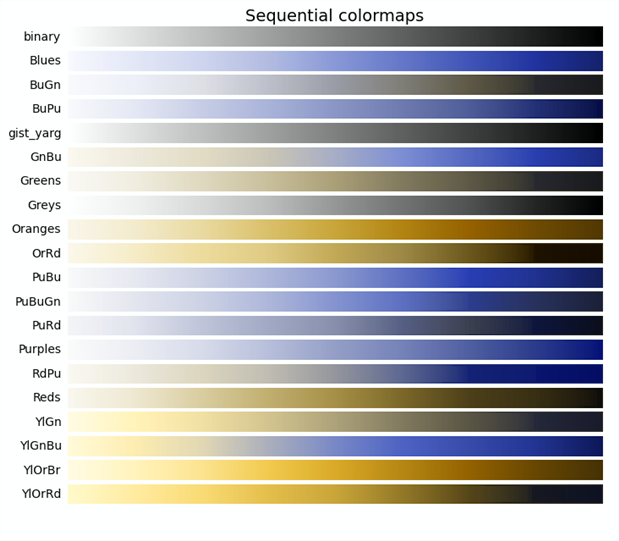 Sequential colormaps
binary
Blues
BuGn
BuPu
gist_yarg
GnBu
Greens
Greys
Oranges
OrRd
PuBu
PuBuGn
PuRd
Purples
RdPu
Reds
YlGn
YlGnBu
YlOrBr
YlOrRd